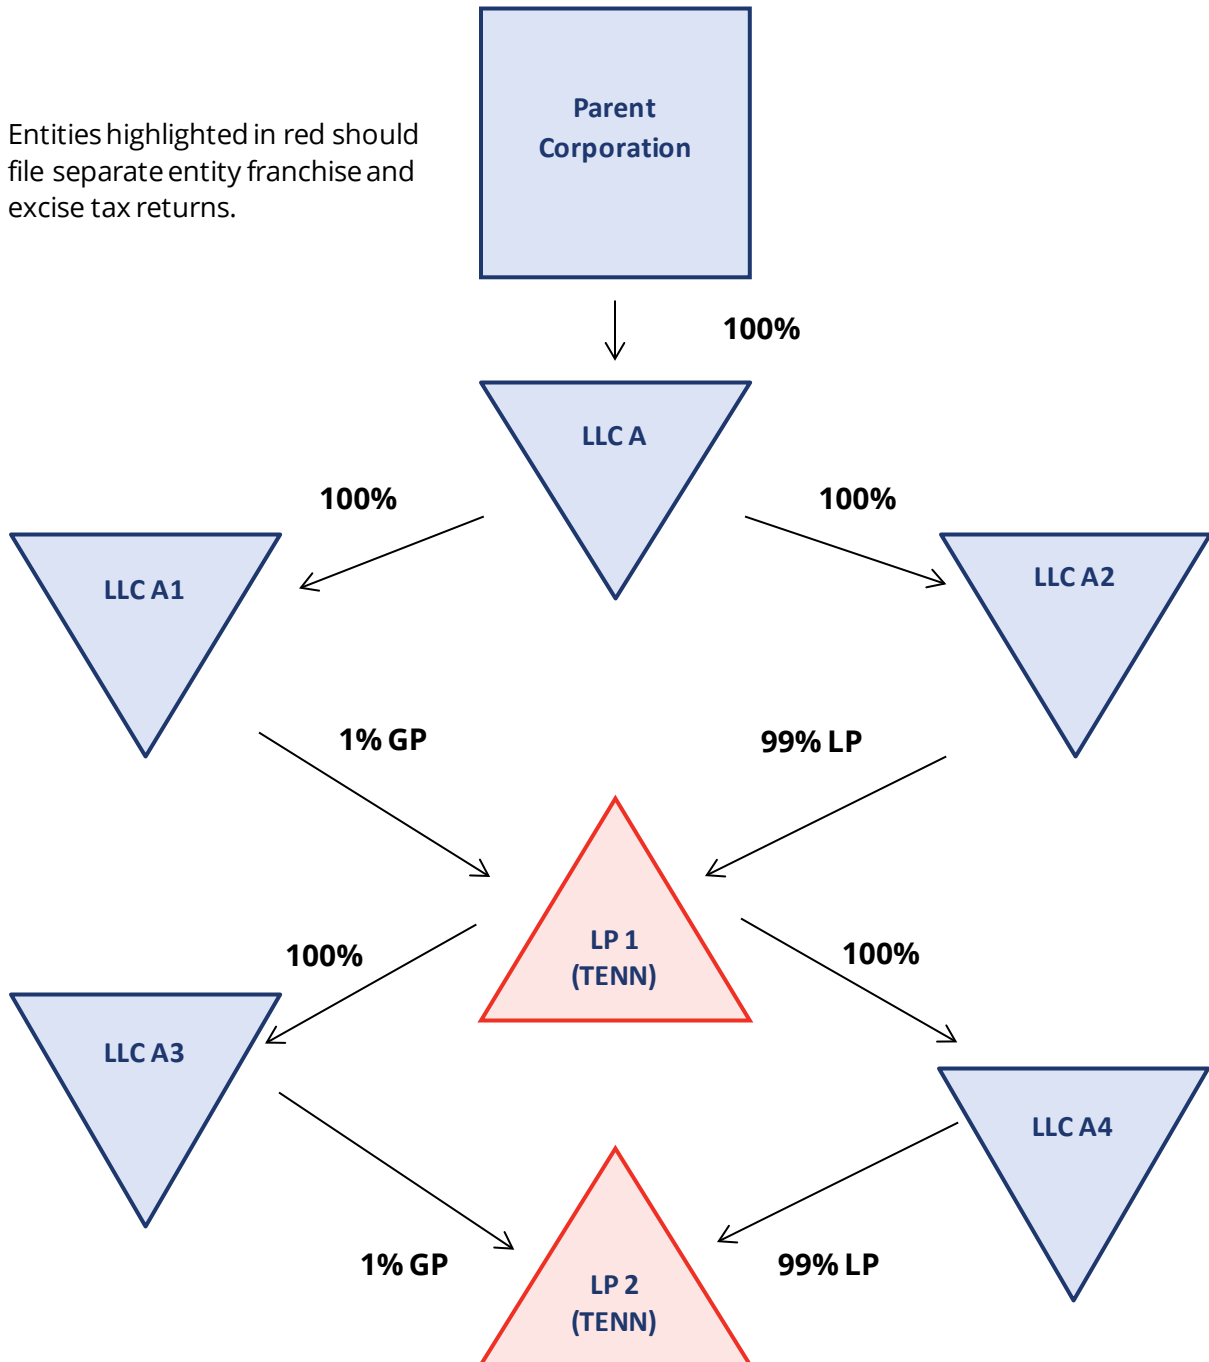 Parent
Corporation
Entities highlighted in red should
file separate entity franchise and
excise tax returns.
100%
LLC A
100%
100%
LLC A1
LLC A2
1% GP
99% LP
LP 1
(TENN)
100%
100%
LLC A3
LLC A4
1% GP
99% LP
LP 2
(TENN)